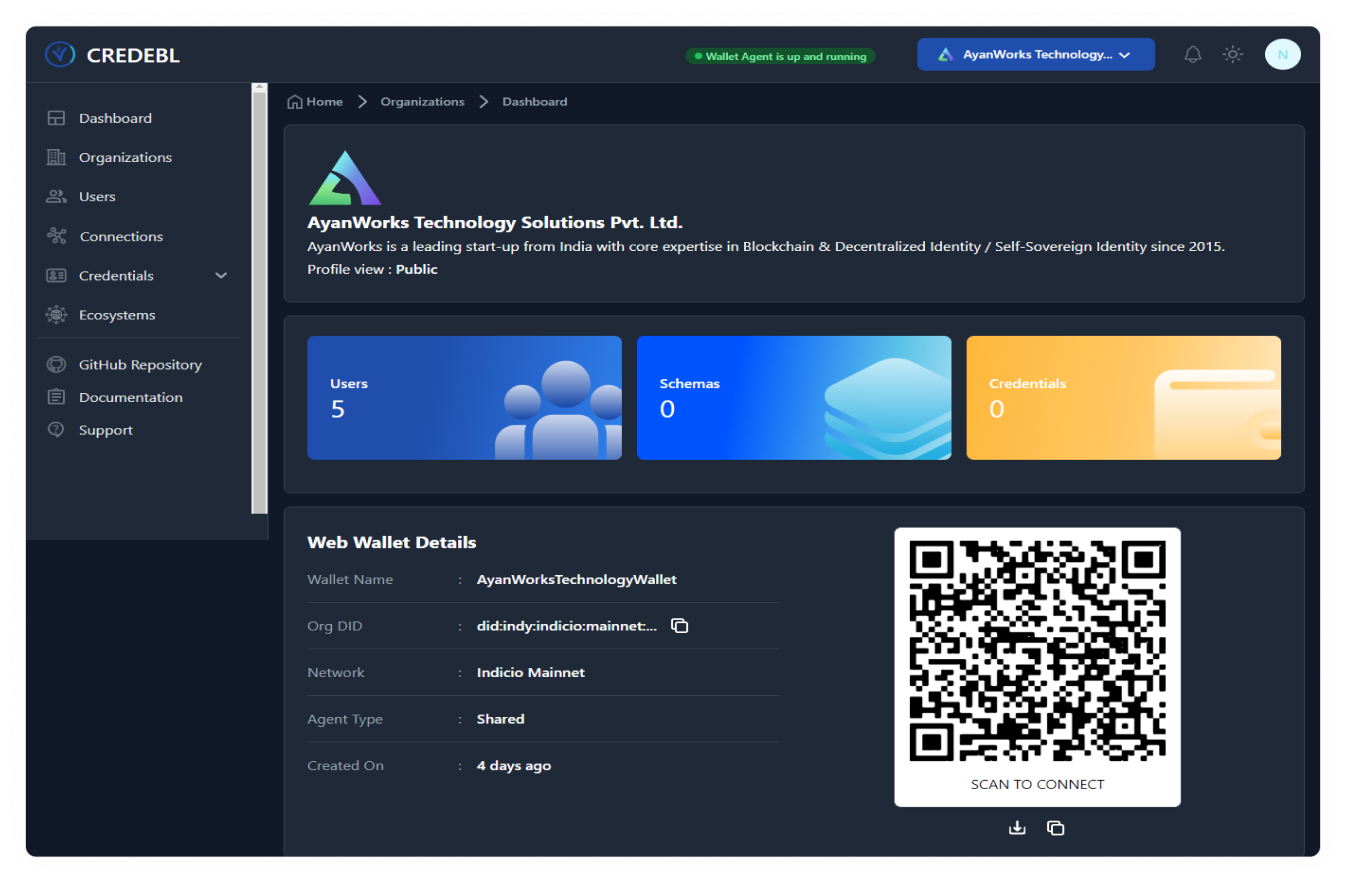 CREDEBL
Wallet Agent is up and running
AyanWorks Technology...
N
Dashboard
Organizations
Users
Connections
Credentials
Ecosystems
GitHub Repository
Documentation
Support
Home > Organizations > Dashboard
AyanWorks Technology Solutions Pvt. Ltd.
AyanWorks is a leading start-up from India with core expertise in Blockchain & Decentralized Identity / Self-Sovereign Identity since 2015.
Profile view : Public
Users
5
Schemas
0
Credentials
0
Web Wallet Details
Wallet Name : AyanWorksTechnologyWallet
Org DID : did:indy:indicio:mainnet:...
Network : Indicio Mainnet
Agent Type : Shared
Created On : 4 days ago
SCAN TO CONNECT